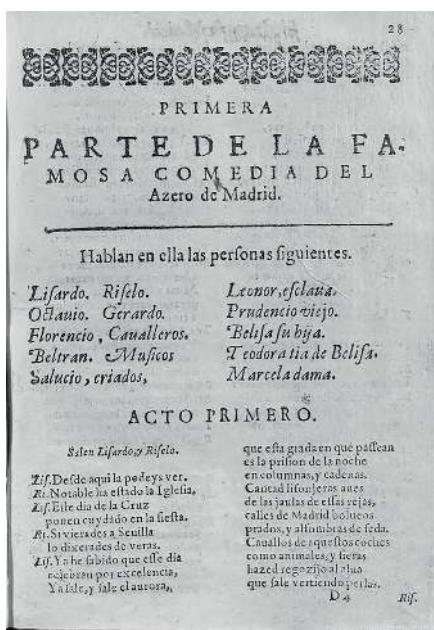 28
PRIMERA
PARTE DE LA FA-
MOSA COMEDIA DEL
Azero de Madrid.
Hablan en ella las perſonas ſiguientes.
Liſardo. Riſelo.
Octauio. Gerardo.
Florencio, Caualleros.
Beltran. Muſicos
Salucio, criados,
Leonor, eſclaua.
Prudencio viejo.
Beliſa ſu hija.
Teodora tia de Beliſa.
Marcela dama.
ACTO PRIMERO.
Salen Liſardo, y Riſelo.
Liſ. Deſde aqui la podeys ver.
Ri. Notable ha eſtado la Igleſia,
Liſ. Eſte dia de la Cruz
ponen cuydado en la fieſta.
Ri. Si vierades a Seuilla
lo dixerades de veras.
Liſ. Ya he ſabido que eſſe dia
celebran por excelencia,
Ya ſale, y ſale el aurora,
que eſta grada en que paſſean
es la priſion de la noche
en columnas, y cadenas.
Cantad liſonjeras aues
de las jaulas de eſſas rejas,
calles de Madrid bolueos
prados, y alfombras de ſeda.
Cauallos de aqueſtos coches
como animales, y fieras
hazed regozijo al alua
que ſale vertiendo perlas.
D 4
Riſ.